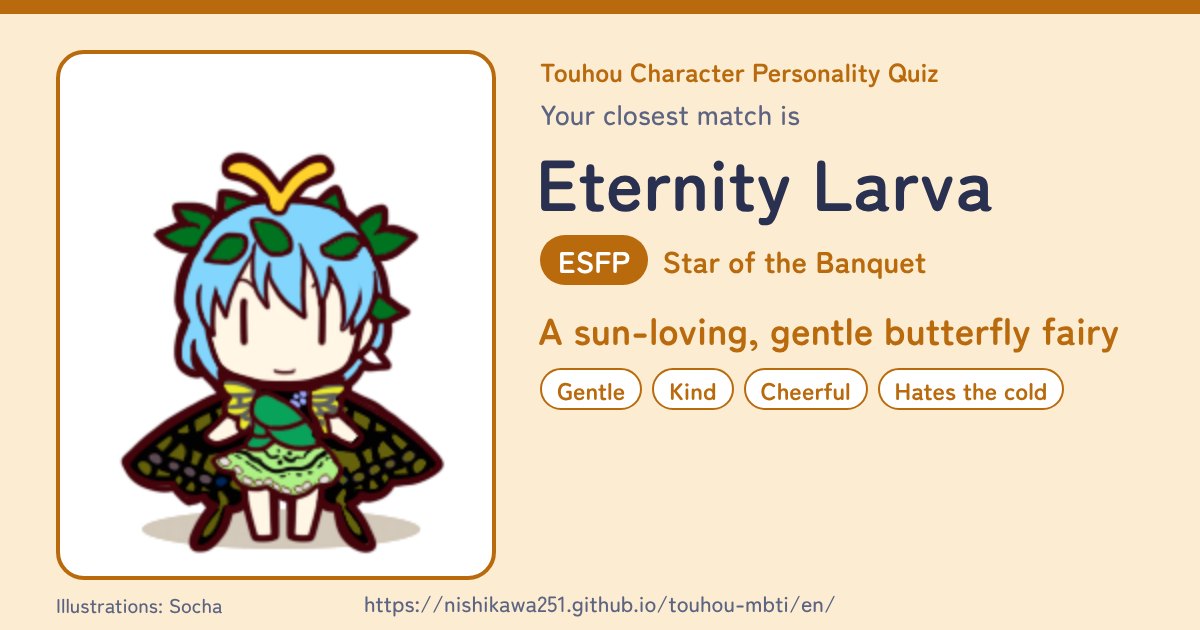 Touhou Character Personality Quiz
Your closest match is
Eternity Larva
ESFP Star of the Banquet
A sun-loving, gentle butterfly fairy
Gentle Kind Cheerful Hates the cold
Illustrations: Socha https://nishikawa251.github.io/touhou-mbti/en/